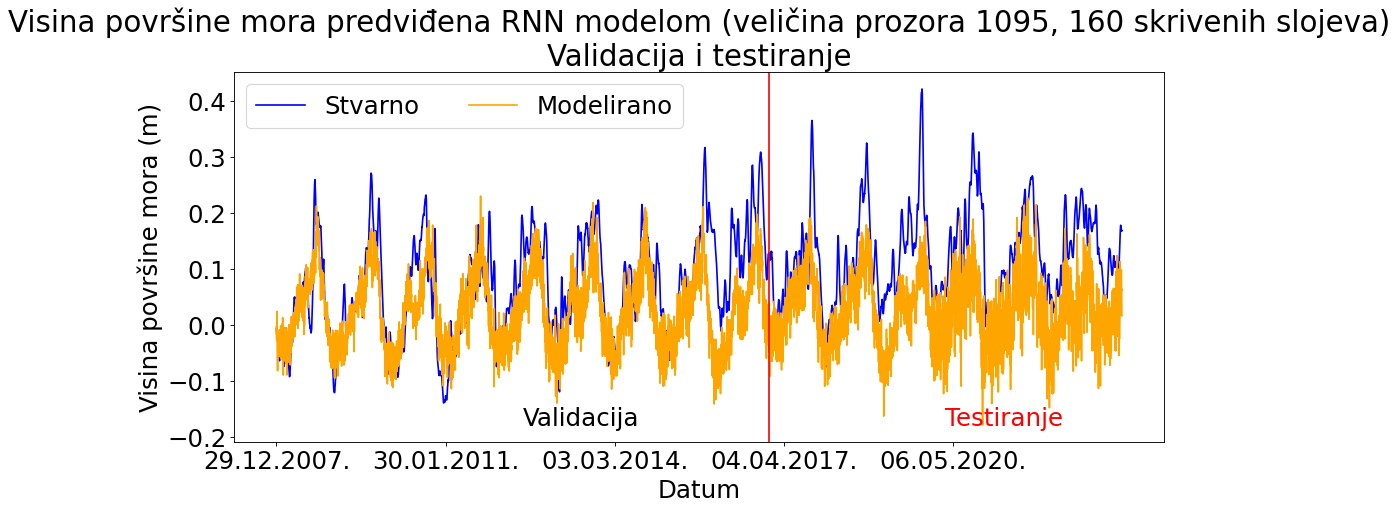 Visina površine mora predviđena RNN modelom (veličina prozora 1095, 160 skrivenih slojeva)
Validacija i testiranje
Stvarno
Modelirano
Visina površine mora (m)
0.4
0.3
0.2
0.1
0.0
−0.1
−0.2
Validacija
Testiranje
29.12.2007.
30.01.2011.
03.03.2014.
04.04.2017.
06.05.2020.
Datum